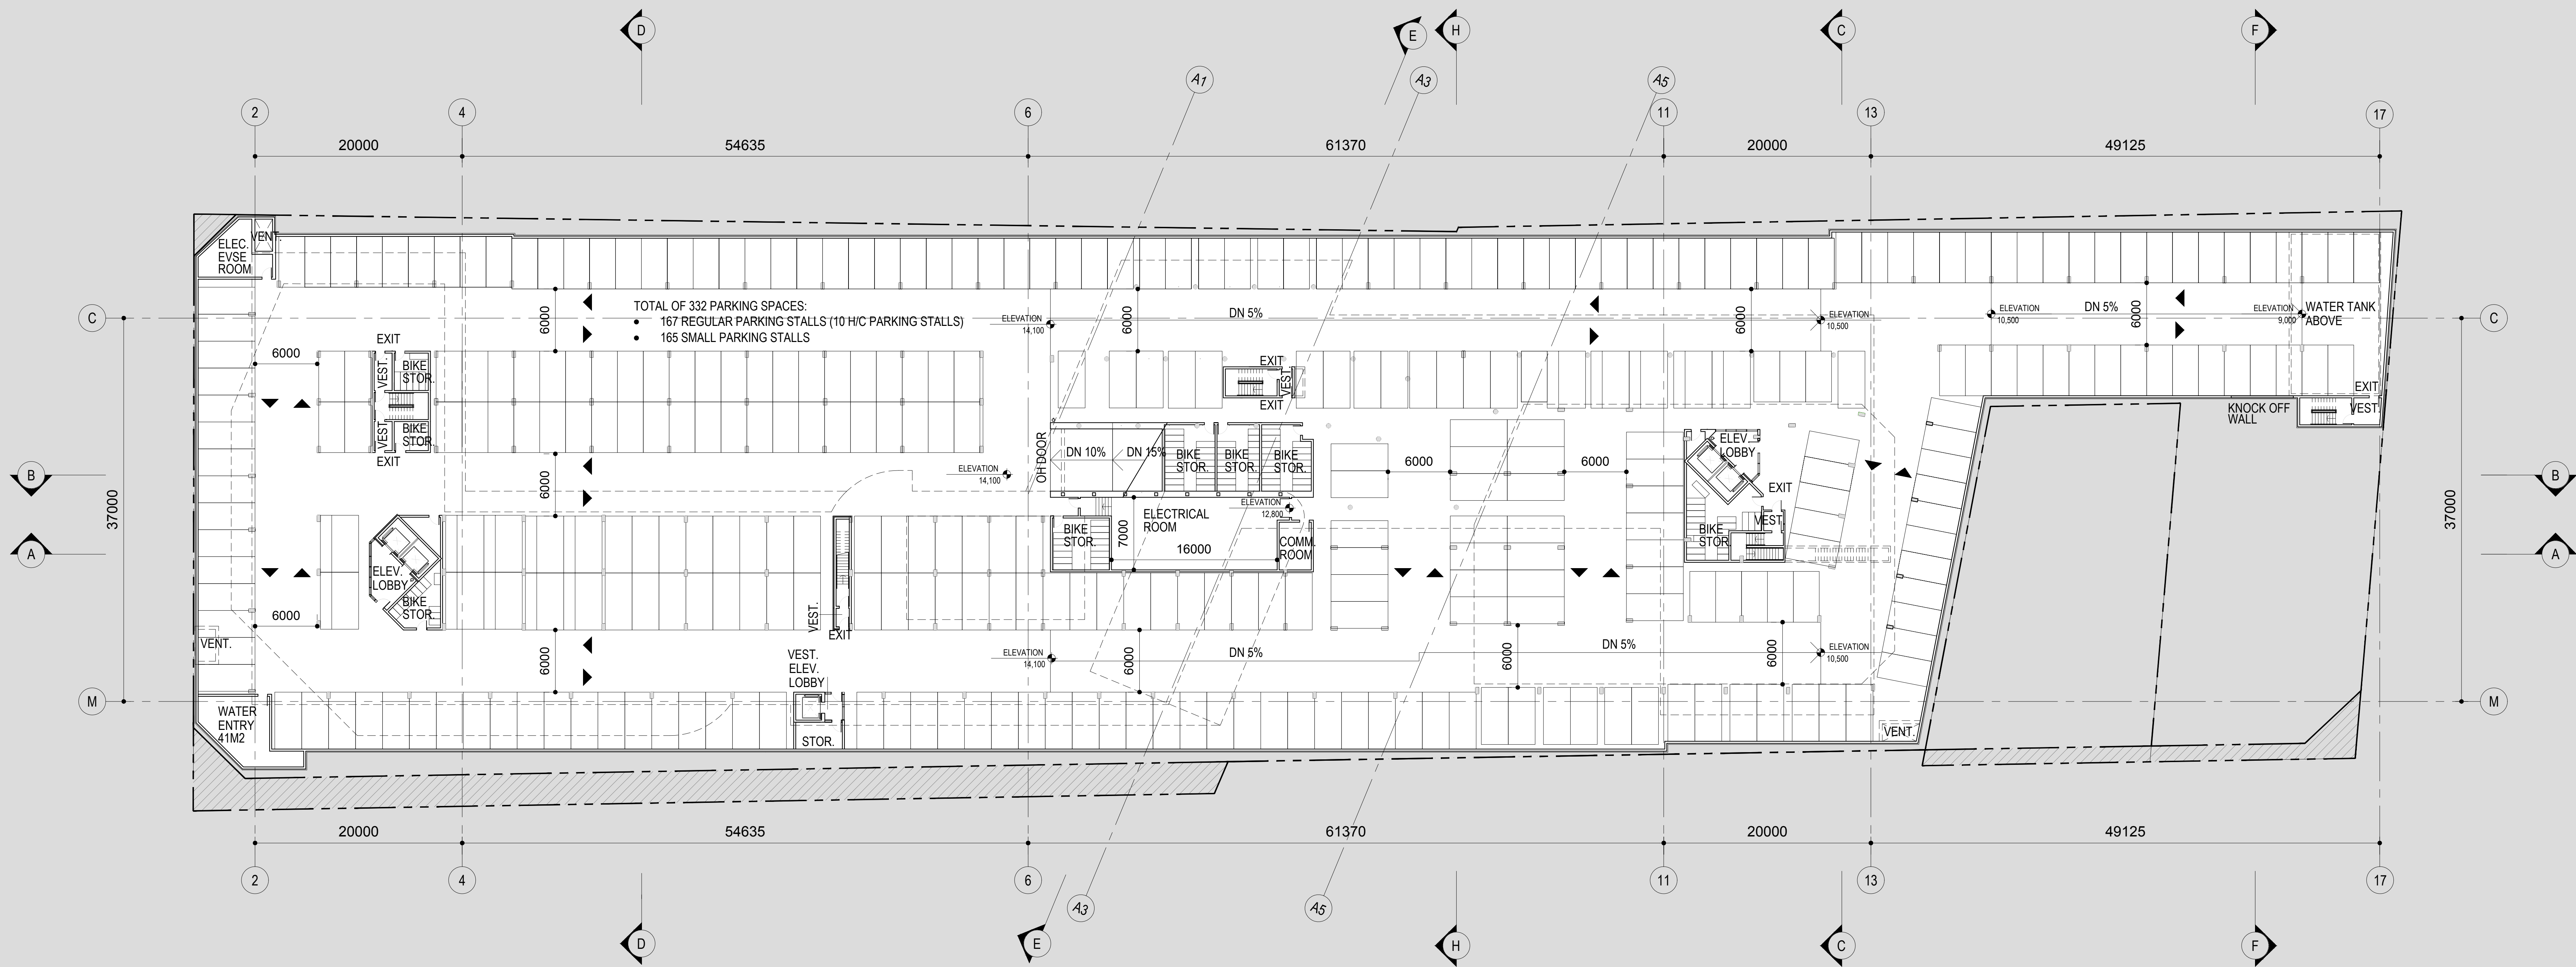 D
E
H
C
F
A1
A3
A5
2
4
6
11
13
17
20000
54635
61370
20000
49125
ELEC.
EVSE
ROOM
VENT.
TOTAL OF 332 PARKING SPACES:
• 167 REGULAR PARKING STALLS (10 H/C PARKING STALLS)
• 165 SMALL PARKING STALLS
C
C
6000
ELEVATION
14,100
6000
DN 5%
6000
ELEVATION
10,500
ELEVATION
10,500
DN 5%
6000
ELEVATION
9,000
WATER TANK
ABOVE
6000
EXIT
VEST.
BIKE
STOR.
VEST.
BIKE
STOR.
EXIT
EXIT
VEST.
EXIT
EXIT
VEST.
KNOCK OFF
WALL
37000
37000
B
B
A
A
6000
ELEVATION
14,100
OH DOOR
DN 10%
DN 15%
BIKE
STOR.
BIKE
STOR.
BIKE
STOR.
6000
6000
ELEV.
LOBBY
EXIT
VEST.
BIKE
STOR.
ELEVATION
12,800
ELECTRICAL
ROOM
BIKE
STOR.
7000
16000
COMM.
ROOM
ELEV.
LOBBY
BIKE
STOR.
VEST.
EXIT
6000
VENT.
6000
VEST.
ELEV.
LOBBY
ELEVATION
14,100
6000
DN 5%
6000
DN 5%
6000
ELEVATION
10,500
M
M
WATER
ENTRY
41M2
STOR.
VENT.
20000
54635
61370
20000
49125
2
4
6
11
13
17
A3
A5
D
E
H
C
F